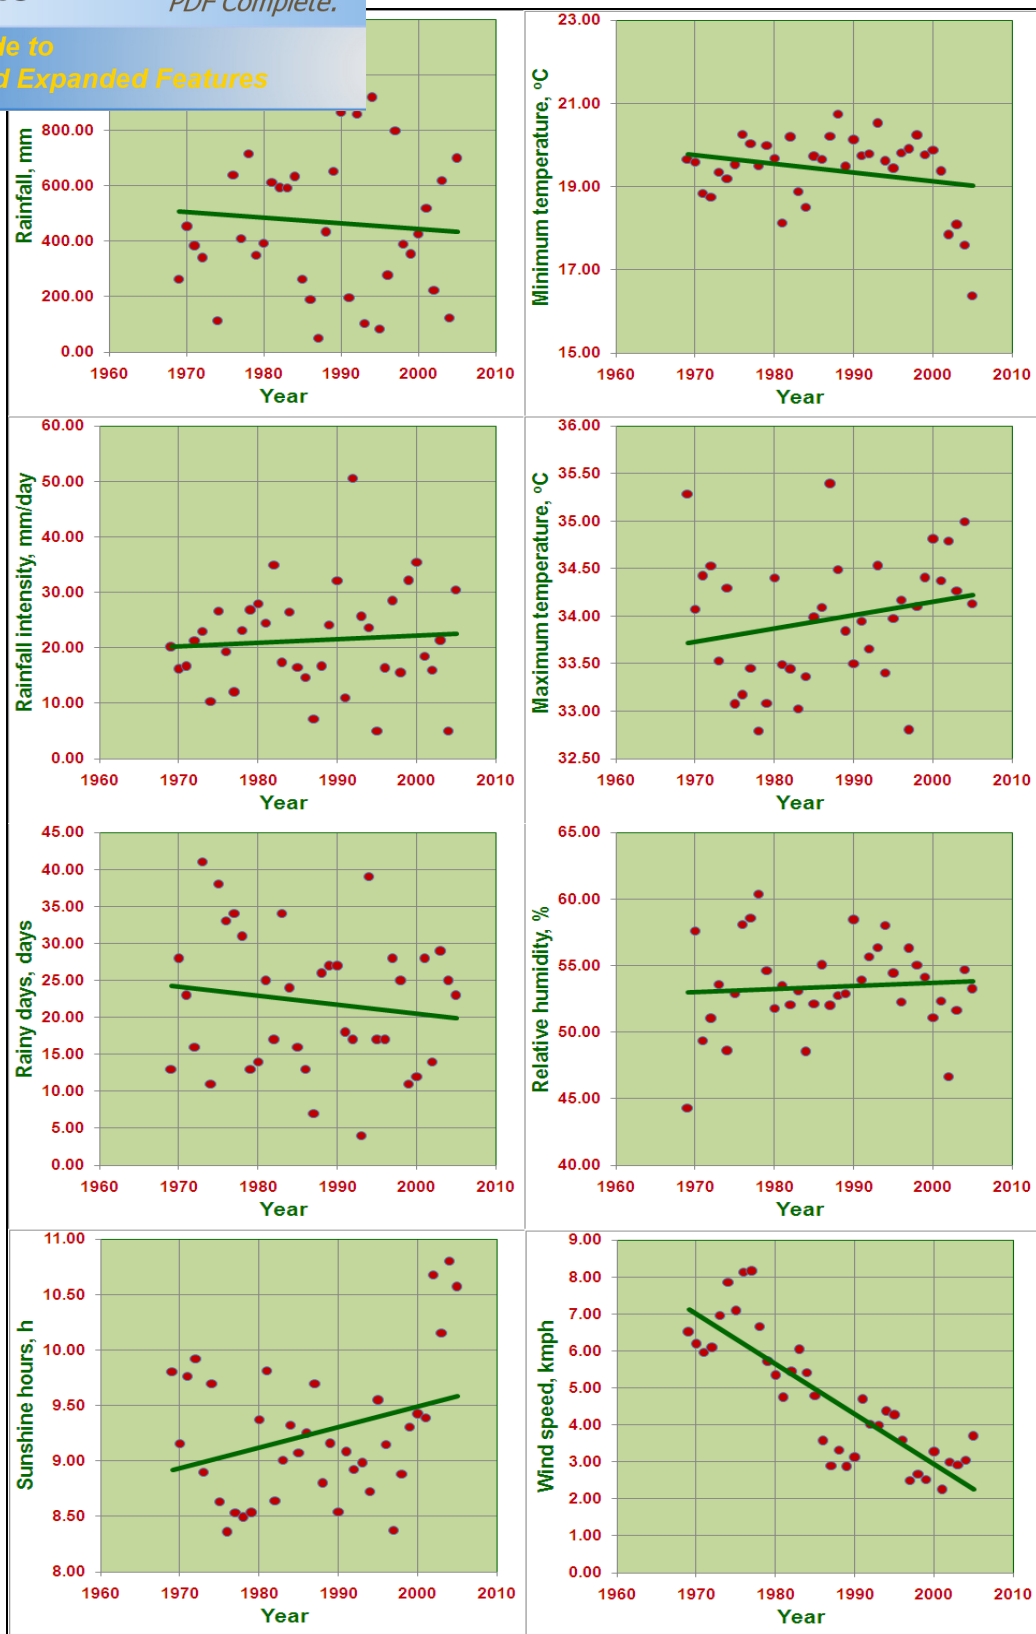 PDF Complete.
le to
d Expanded Features
Rainfall, mm
800.00
600.00
400.00
200.00
0.00
1960 1970 1980 1990 2000 2010
Year
Minimum temperature, ºC
23.00
21.00
19.00
17.00
15.00
1960 1970 1980 1990 2000 2010
Year
Rainfall intensity, mm/day
60.00
50.00
40.00
30.00
20.00
10.00
0.00
1960 1970 1980 1990 2000 2010
Year
Maximum temperature, ºC
36.00
35.50
35.00
34.50
34.00
33.50
33.00
32.50
1960 1970 1980 1990 2000 2010
Year
Rainy days, days
45.00
40.00
35.00
30.00
25.00
20.00
15.00
10.00
5.00
0.00
1960 1970 1980 1990 2000 2010
Year
Relative humidity, %
65.00
60.00
55.00
50.00
45.00
40.00
1960 1970 1980 1990 2000 2010
Year
Sunshine hours, h
11.00
10.50
10.00
9.50
9.00
8.50
8.00
1960 1970 1980 1990 2000 2010
Year
Wind speed, kmph
9.00
8.00
7.00
6.00
5.00
4.00
3.00
2.00
1.00
0.00
1960 1970 1980 1990 2000 2010
Year